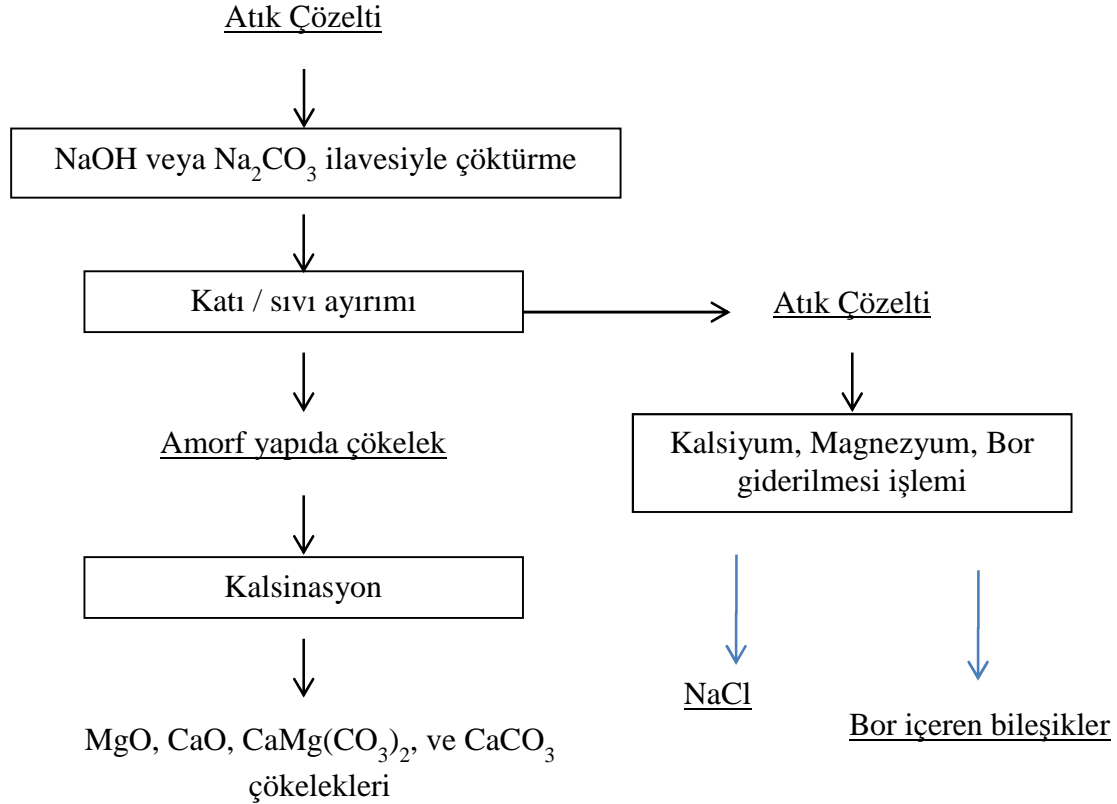 Atık Çözelti
NaOH veya Na₂CO₃ ilavesiyle çöktürme
Katı / sıvı ayırımı
Atık Çözelti
Amorf yapıda çökelek
Kalsiyum, Magnezyum, Bor
giderilmesi işlemi
Kalsinasyon
NaCl
Bor içeren bileşikler
MgO, CaO, CaMg(CO₃)₂, ve CaCO₃
çökelekleri